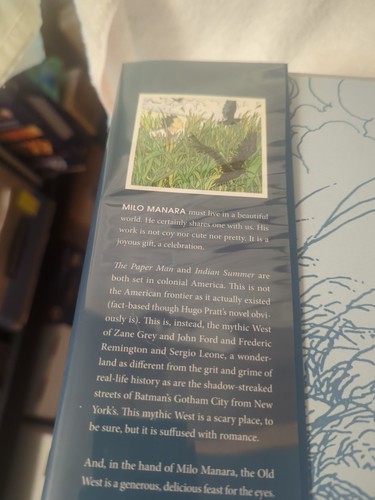 MILO MANARA must live in a beautiful
world. He certainly shares one with us. His
work is not coy nor cute nor pretty. It is a
joyous gift, a celebration.
The Paper Man and Indian Summer are
both set in colonial America. This is not
the American frontier as it actually existed
(fact-based though Hugo Pratt's novel obvi-
ously is). This is, instead, the mythic West
of Zane Grey and John Ford and Frederic
Remington and Sergio Leone, a wonder-
land as different from the grit and grime of
real-life history as are the shadow-streaked
streets of Batman's Gotham City from New
York's. This mythic West is a scary place, to
be sure, but it is suffused with romance.
And, in the hand of Milo Manara, the Old
West is a generous, delicious feast for the eyes.